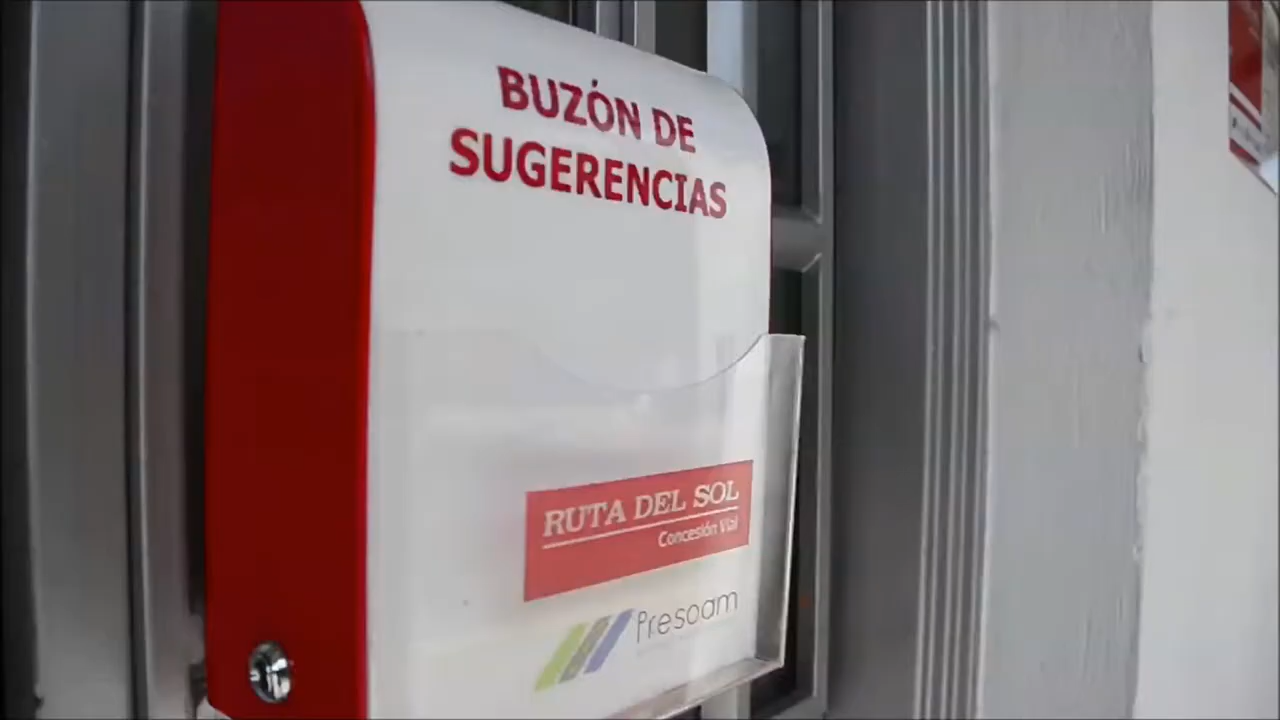 BUZÓN DE
SUGERENCIAS
RUTA DEL SOL
Concesión Vial
Presoam